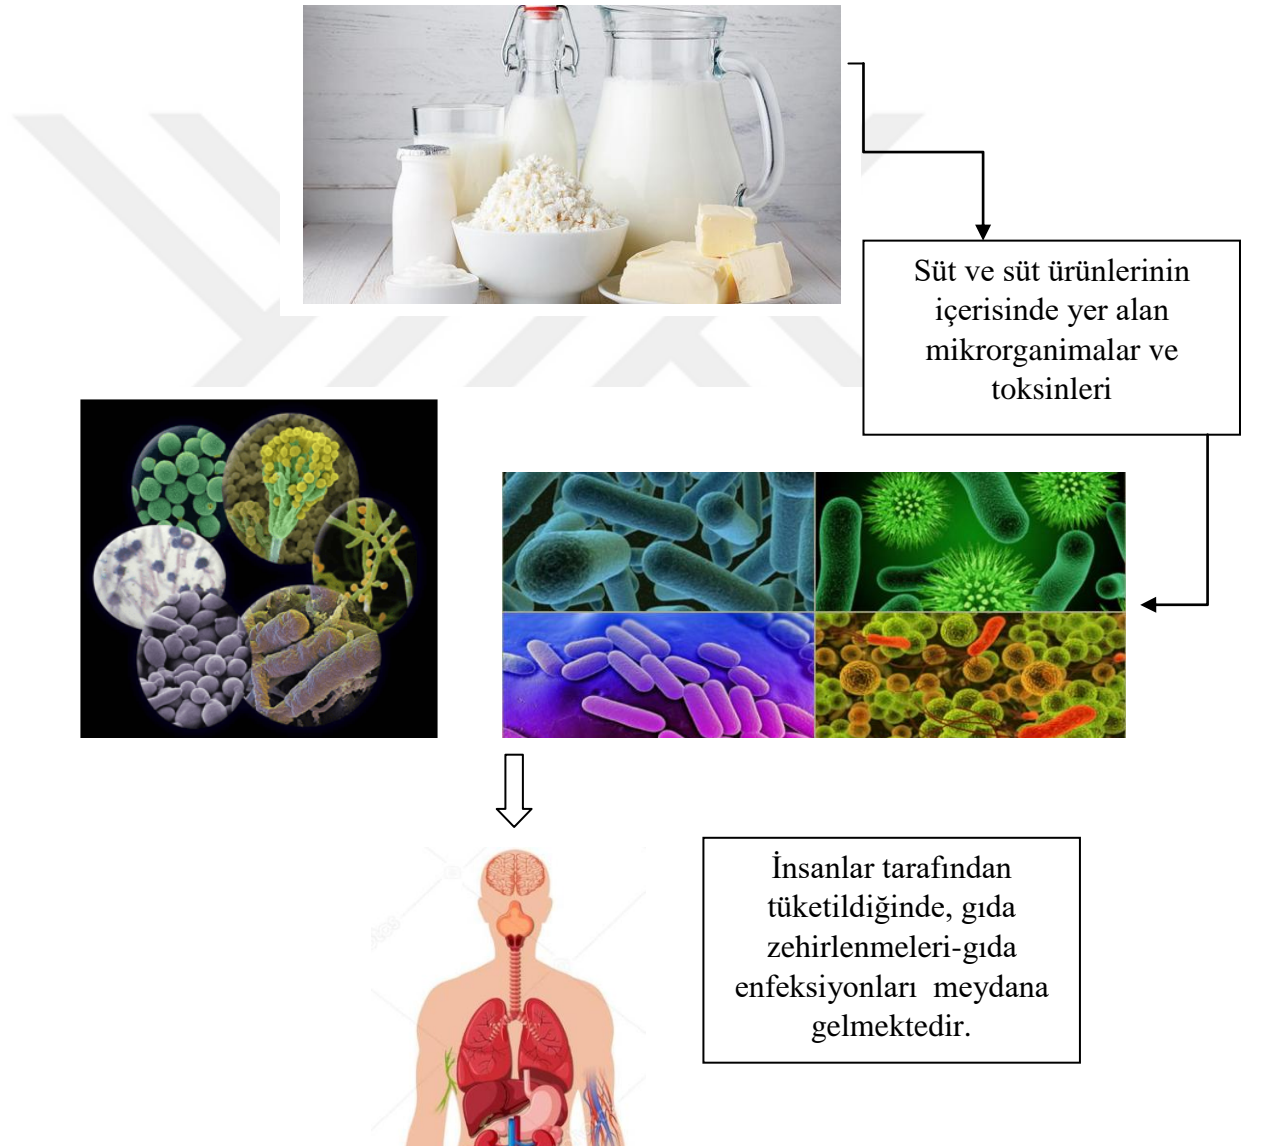 Süt ve süt ürünlerinin
içerisinde yer alan
mikrorganimalar ve
toksinleri
İnsanlar tarafından
tüketildiğinde, gıda
zehirlenmeleri-gıda
enfeksiyonları meydana
gelmektedir.